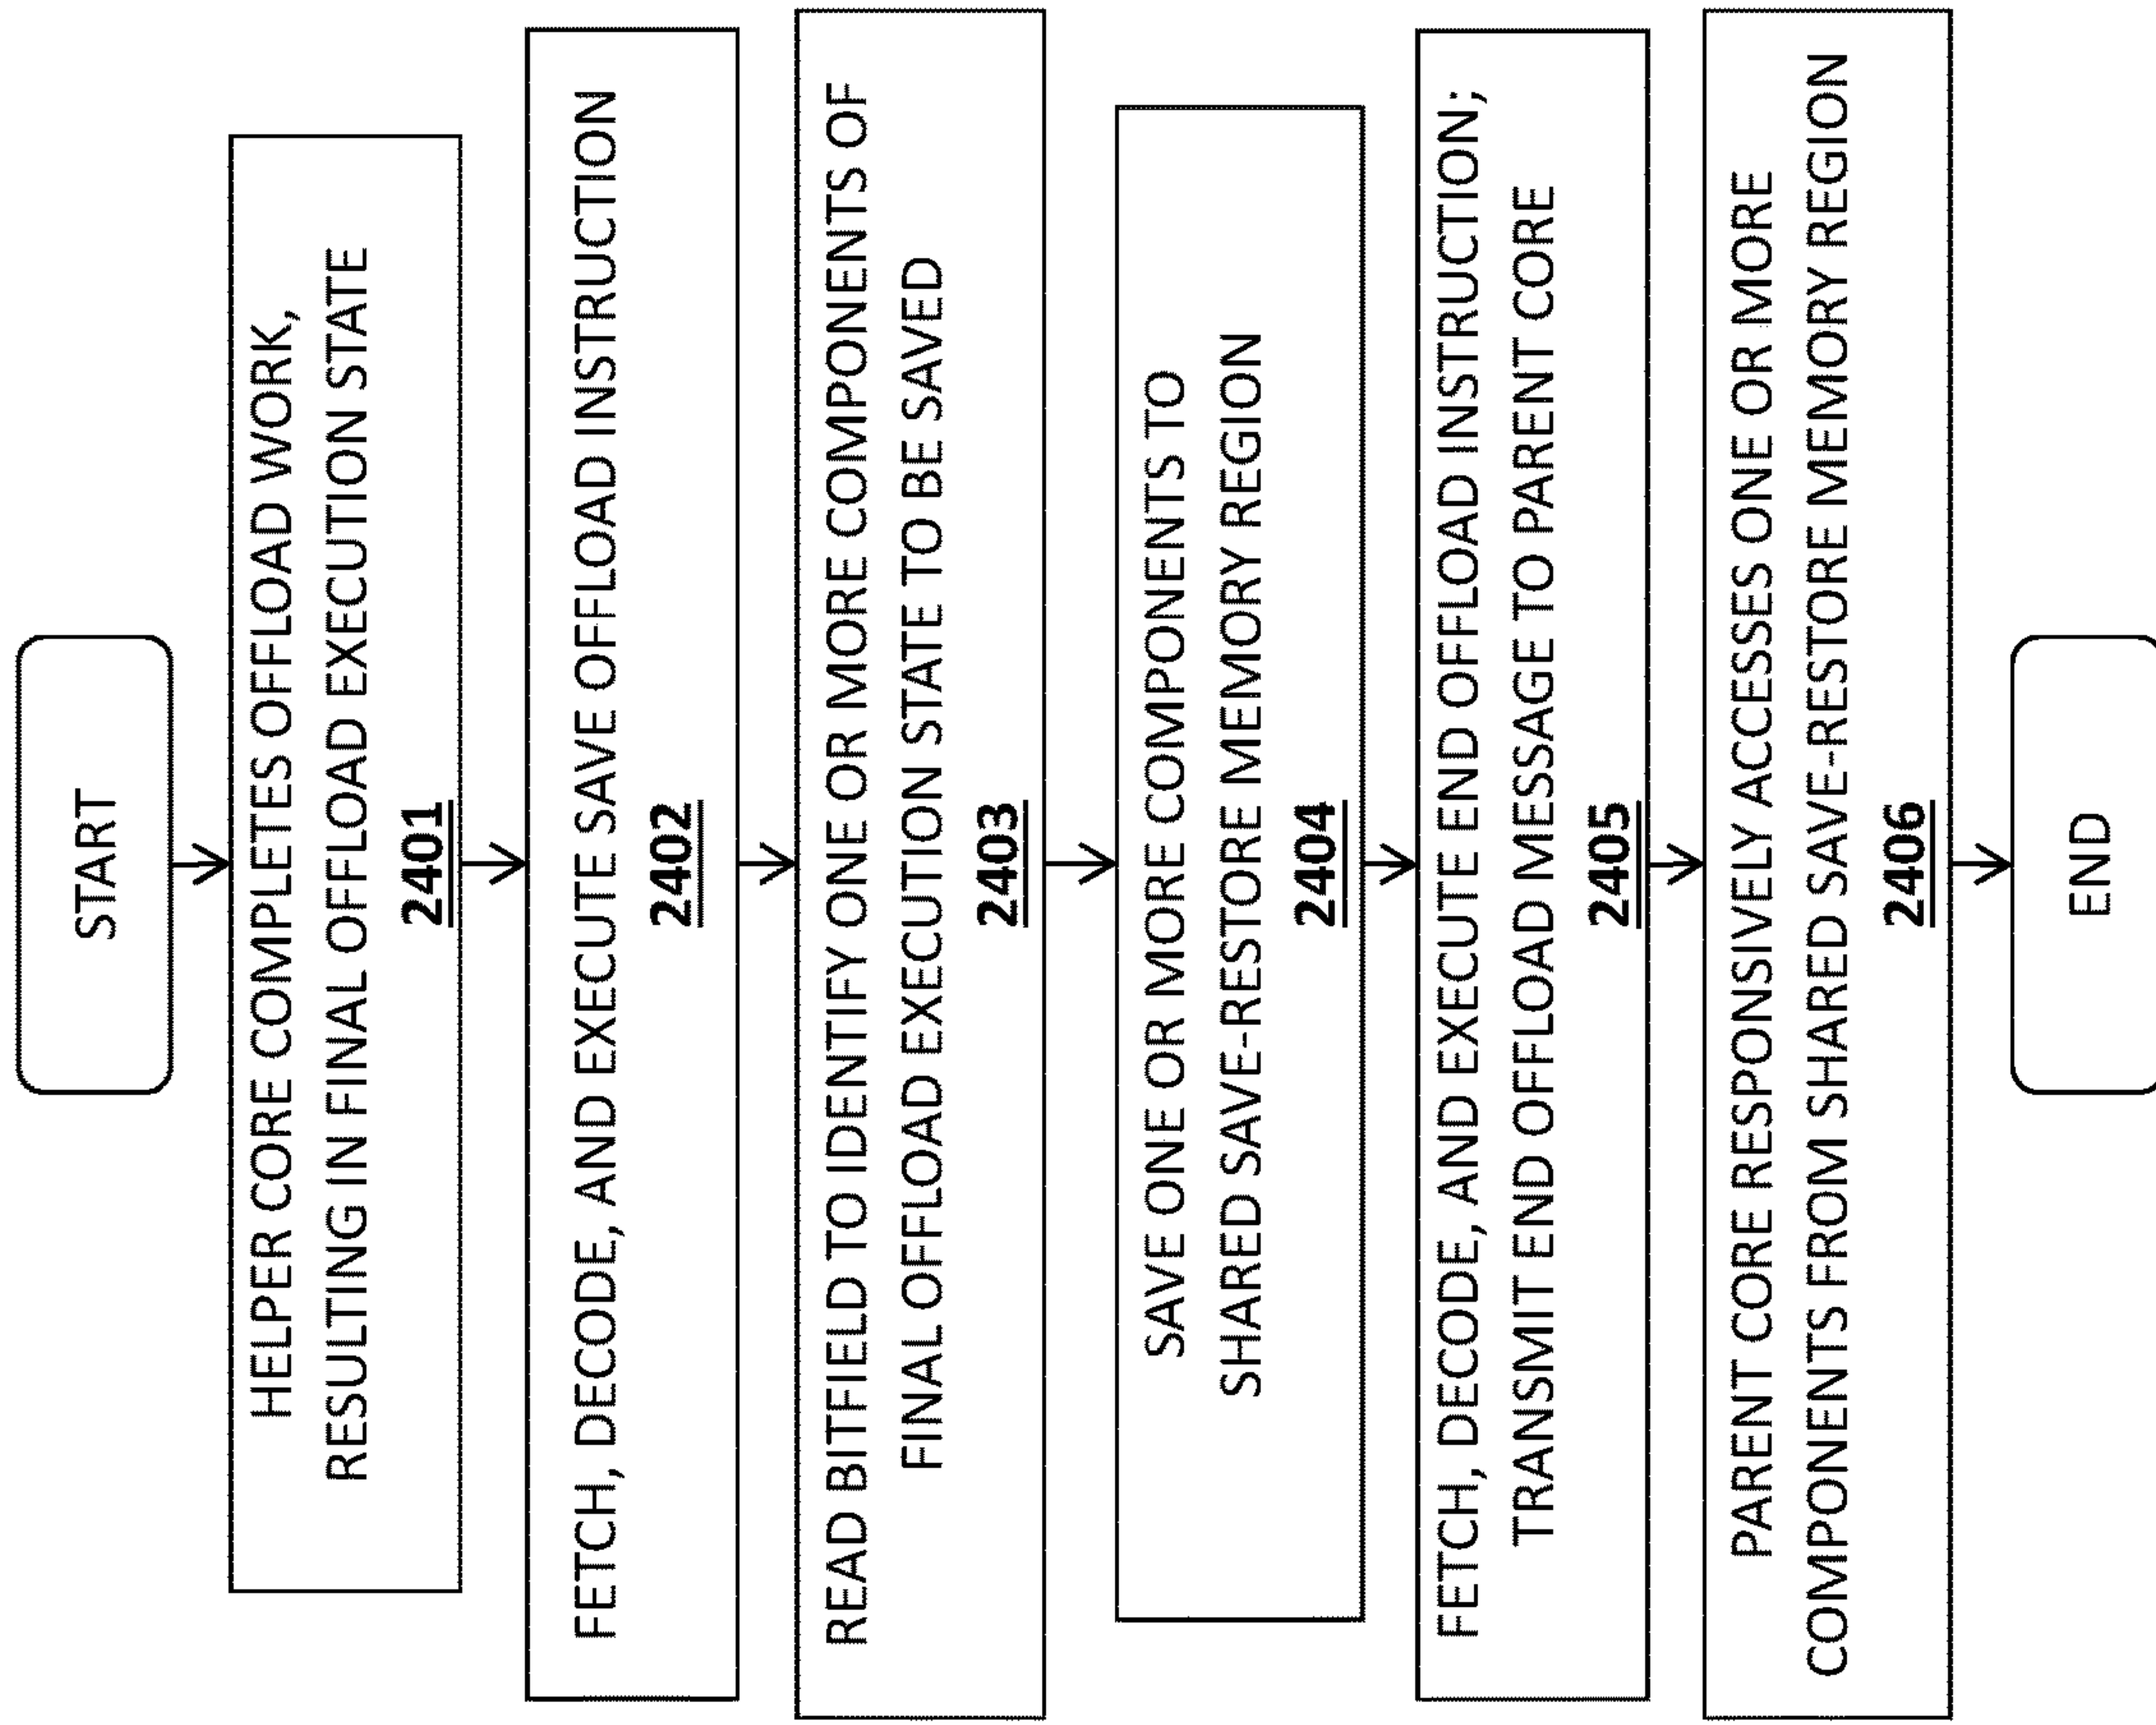 START
HELPER CORE COMPLETES OFFLOAD WORK,
RESULTING IN FINAL OFFLOAD EXECUTION STATE
2401
FETCH, DECODE, AND EXECUTE SAVE OFFLOAD INSTRUCTION
2402
READ BITFIELD TO IDENTIFY ONE OR MORE COMPONENTS OF
FINAL OFFLOAD EXECUTION STATE TO BE SAVED
2403
SAVE ONE OR MORE COMPONENTS TO
SHARED SAVE-RESTORE MEMORY REGION
2404
FETCH, DECODE, AND EXECUTE END OFFLOAD INSTRUCTION;
TRANSMIT END OFFLOAD MESSAGE TO PARENT CORE
2405
PARENT CORE RESPONSIVELY ACCESSES ONE OR MORE
COMPONENTS FROM SHARED SAVE-RESTORE MEMORY REGION
2406
END